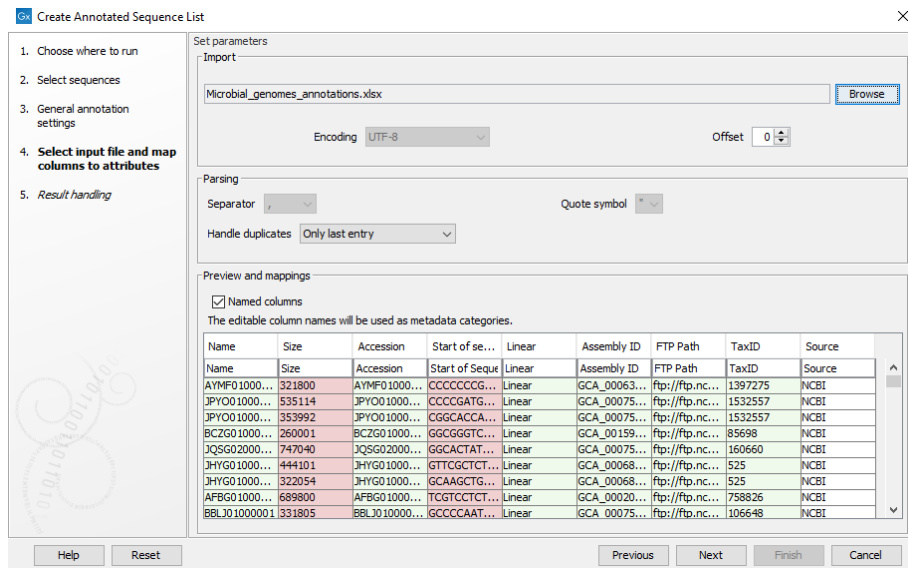 Gx Create Annotated Sequence List
1. Choose where to run
2. Select sequences
3. General annotation
settings
4. Select input file and map
columns to attributes
5. Result handling
Set parameters
Import
Microbial_genomes_annotations.xlsx Browse
Encoding UTF-8 Offset 0
Parsing
Separator , Quote symbol "
Handle duplicates Only last entry
Preview and mappings
Named columns
The editable column names will be used as metadata categories.
Name Size Accession Start of se... Linear Assembly ID FTP Path TaxID Source
Name Size Accession Start of Seque Linear Assembly ID FTP Path TaxID Source
AYMF01000... 321800 AYMF01000... CCCCCCCG... Linear GCA_00063... ftp://ftp.nc... 1397275 NCBI
JPYO01000... 535114 JPYO01000... CCCCGATG... Linear GCA_00075... ftp://ftp.nc... 1532557 NCBI
JPYO01000... 353992 JPYO01000... CGGCACCA... Linear GCA_00075... ftp://ftp.nc... 1532557 NCBI
BCZG01000... 260001 BCZG01000... GGCGGGTC... Linear GCA_00159... ftp://ftp.nc... 85698 NCBI
JQSG02000... 747040 JQSG02000... GGCACTAT... Linear GCA_00075... ftp://ftp.nc... 160660 NCBI
JHYG01000... 444101 JHYG01000... GTTCGCTCT... Linear GCA_00068... ftp://ftp.nc... 525 NCBI
JHYG01000... 322054 JHYG01000... GCAAGCTG... Linear GCA_00068... ftp://ftp.nc... 525 NCBI
AFBG01000... 689800 AFBG01000... TCGTCCTCT... Linear GCA_00020... ftp://ftp.nc... 758826 NCBI
BBLJ01000001 331805 BBLJ010000... GCCCCAAT... Linear GCA_00075... ftp://ftp.nc... 106648 NCBI
Help Reset Previous Next Finish Cancel